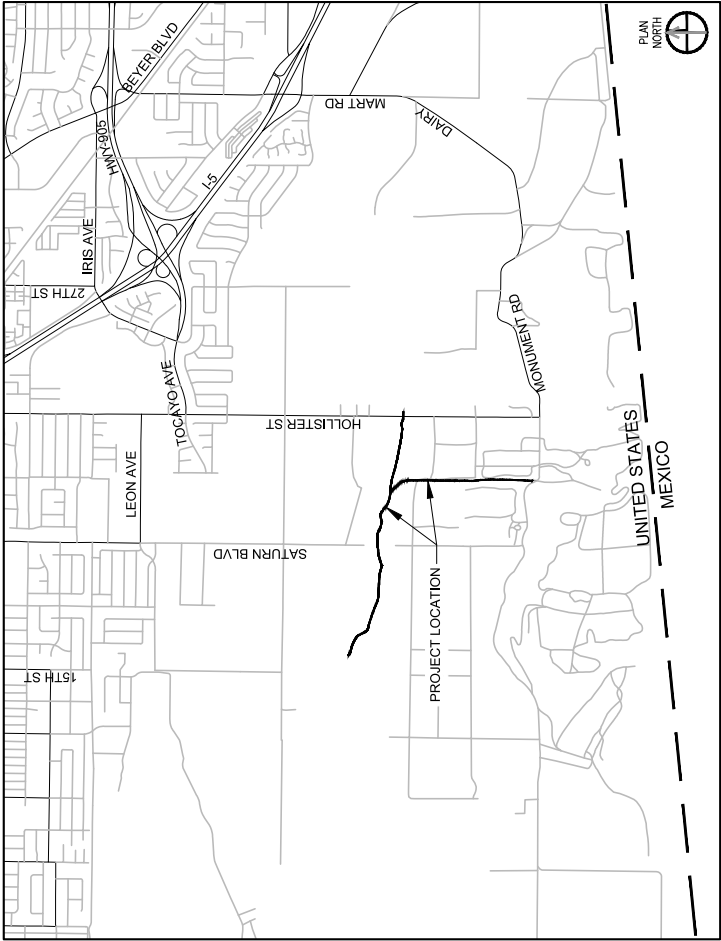 PLAN
NORTH
BEYER BLVD
MART RD
DAIRY
HWY-905
I-5
IRIS AVE
27TH ST
MONUMENT RD
TOCAYO AVE
HOLLISTER ST
LEON AVE
UNITED STATES
MEXICO
SATURN BLVD
PROJECT LOCATION
15TH ST